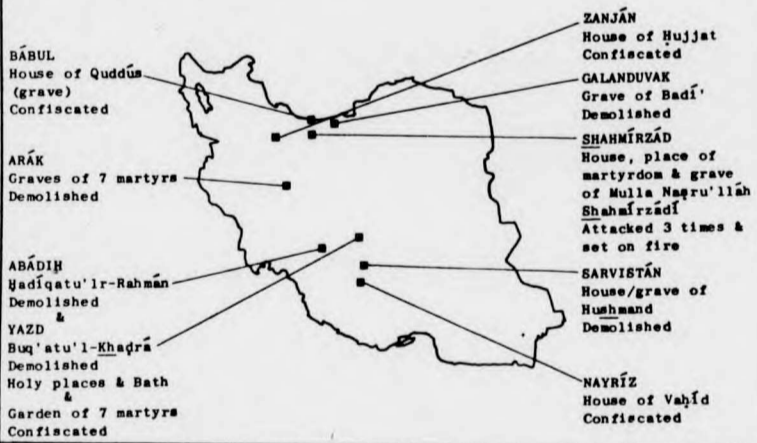 BÁBUL
House of Quddús
(grave)
Confiscated
ARÁK
Graves of 7 martyrs
Demolished
ABÁDIH
Ḥadíqatu'lr-Rahmán
Demolished
&
YAZD
Buq'atu'l-Khaḍrá
Demolished
Holy places & Bath
&
Garden of 7 martyrs
Confiscated
ZANJÁN
House of Hujjat
Confiscated
GALANDUVAK
Grave of Badí'
Demolished
SHAHMÍRZÁD
House, place of
martyrdom & grave
of Mulla Naṣru'lláh
Shahmírzádí
Attacked 3 times &
set on fire
SARVISTÁN
House/grave of
Hushmand
Demolished
NAYRÍZ
House of Vaḥíd
Confiscated